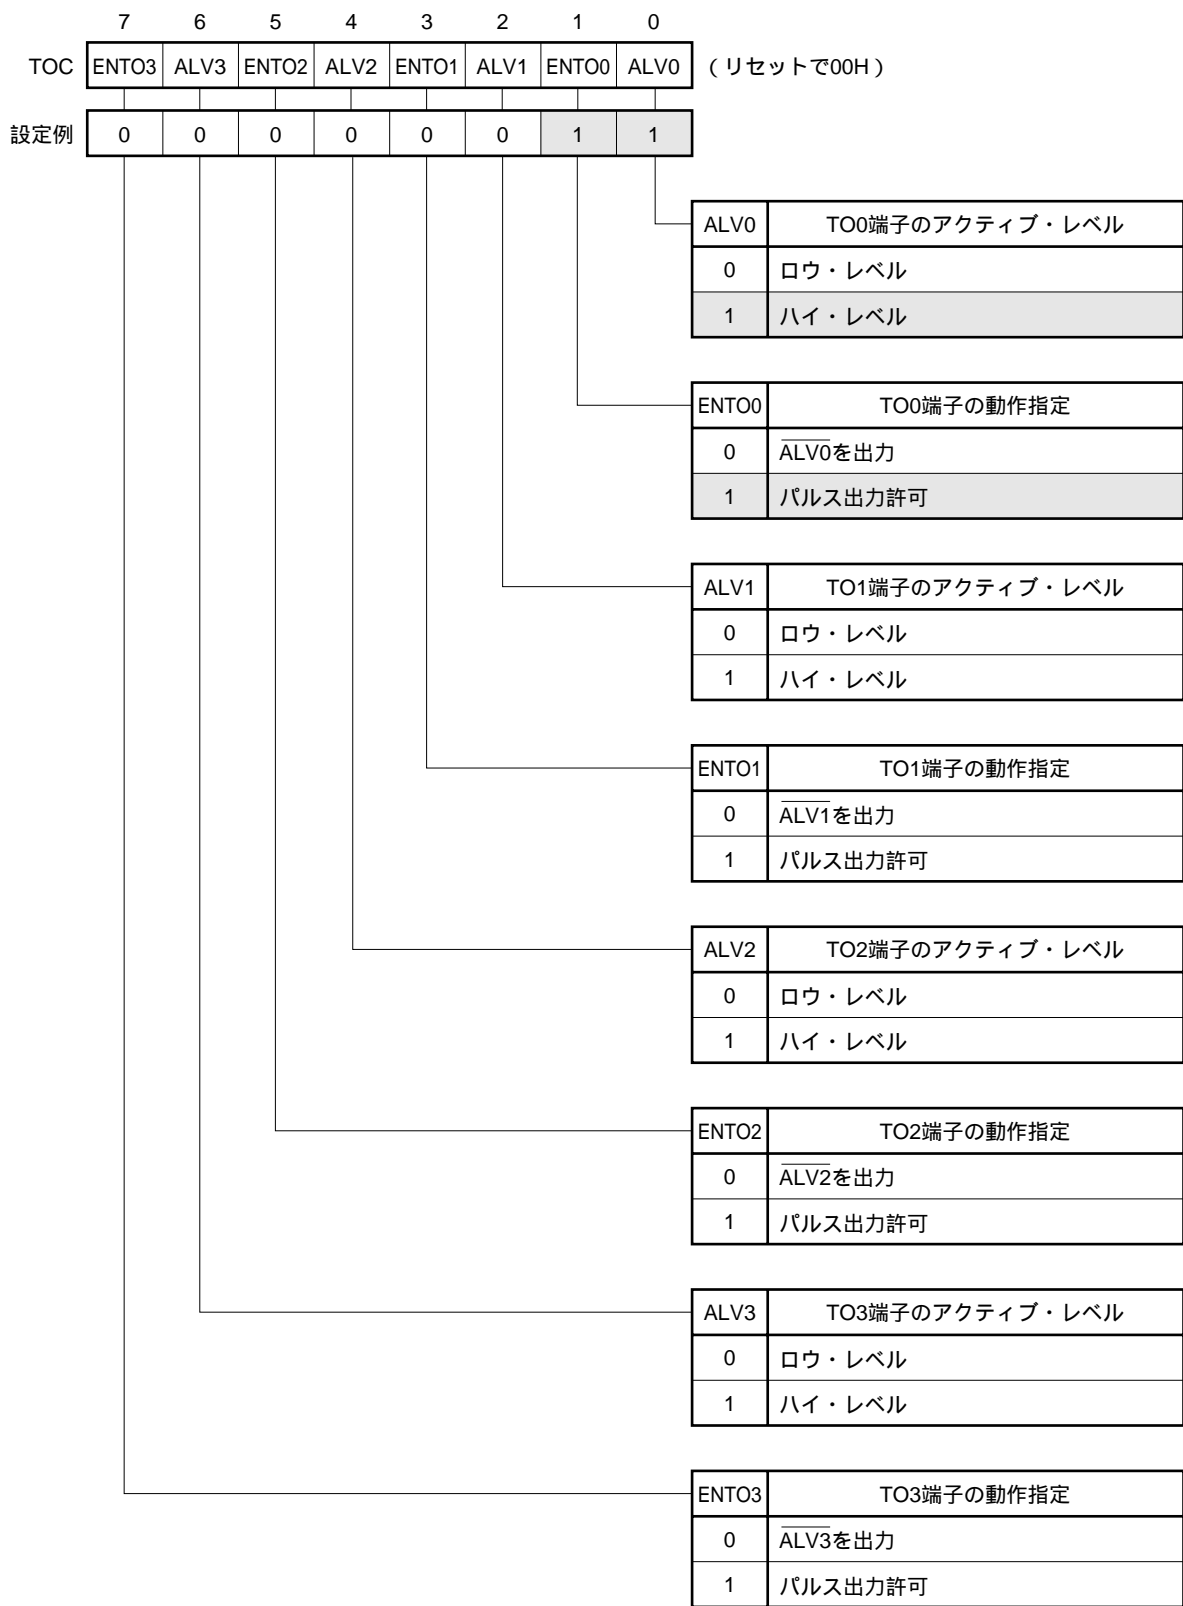 7 6 5 4 3 2 1 0
TOC ENTO3 ALV3 ENTO2 ALV2 ENTO1 ALV1 ENTO0 ALV0 （リセットで00H）
設定例 0 0 0 0 0 0 1 1
ALV0 TO0端子のアクティブ・レベル
0 ロウ・レベル
1 ハイ・レベル
ENTO0 TO0端子の動作指定
0 A̅L̅V̅0̅を出力
1 パルス出力許可
ALV1 TO1端子のアクティブ・レベル
0 ロウ・レベル
1 ハイ・レベル
ENTO1 TO1端子の動作指定
0 A̅L̅V̅1̅を出力
1 パルス出力許可
ALV2 TO2端子のアクティブ・レベル
0 ロウ・レベル
1 ハイ・レベル
ENTO2 TO2端子の動作指定
0 A̅L̅V̅2̅を出力
1 パルス出力許可
ALV3 TO3端子のアクティブ・レベル
0 ロウ・レベル
1 ハイ・レベル
ENTO3 TO3端子の動作指定
0 A̅L̅V̅3̅を出力
1 パルス出力許可